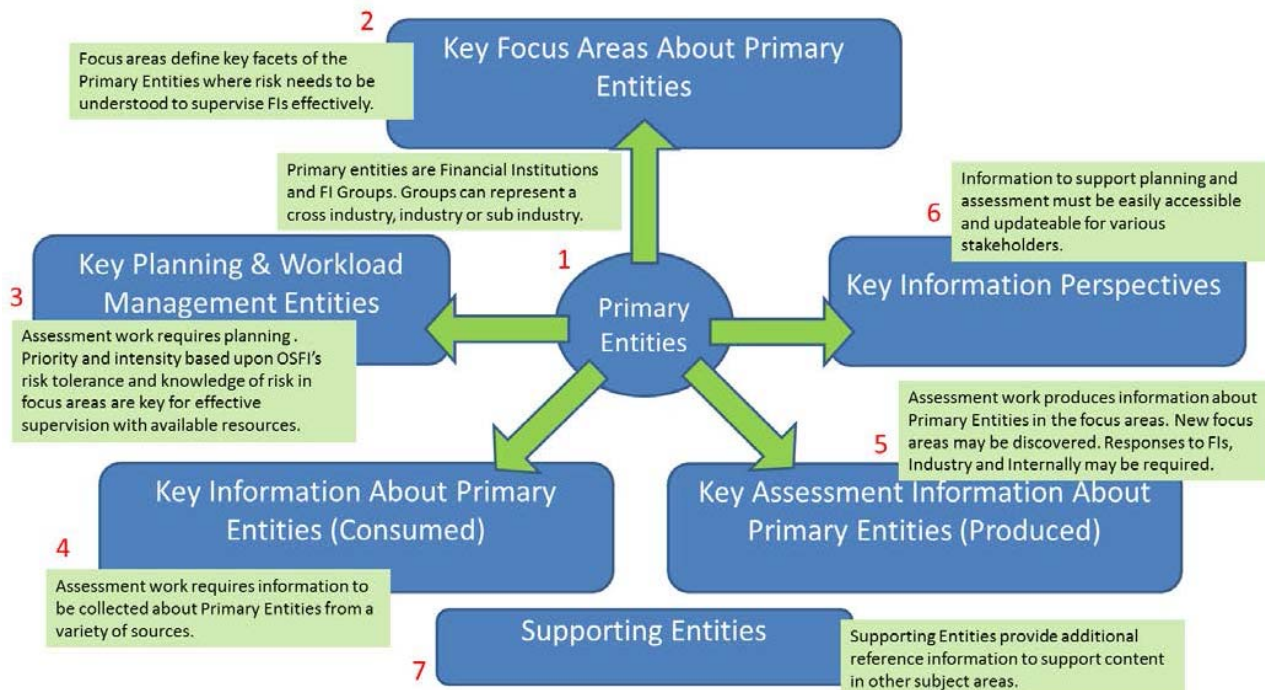 2
Key Focus Areas About Primary
Entities
Focus areas define key facets of the
Primary Entities where risk needs to be
understood to supervise FIs effectively.
Primary entities are Financial Institutions
and FI Groups. Groups can represent a
cross industry, industry or sub industry.
1
Primary
Entities
3
Key Planning & Workload
Management Entities
Assessment work requires planning .
Priority and intensity based upon OSFI's
risk tolerance and knowledge of risk in
focus areas are key for effective
supervision with available resources.
6
Information to support planning and
assessment must be easily accessible
and updateable for various
stakeholders.
Key Information Perspectives
4
Key Information About Primary
Entities (Consumed)
Assessment work requires information to
be collected about Primary Entities from a
variety of sources.
5
Assessment work produces information about
Primary Entities in the focus areas. New focus
areas may be discovered. Responses to FIs,
Industry and Internally may be required.
Key Assessment Information About
Primary Entities (Produced)
7
Supporting Entities
Supporting Entities provide additional
reference information to support content
in other subject areas.